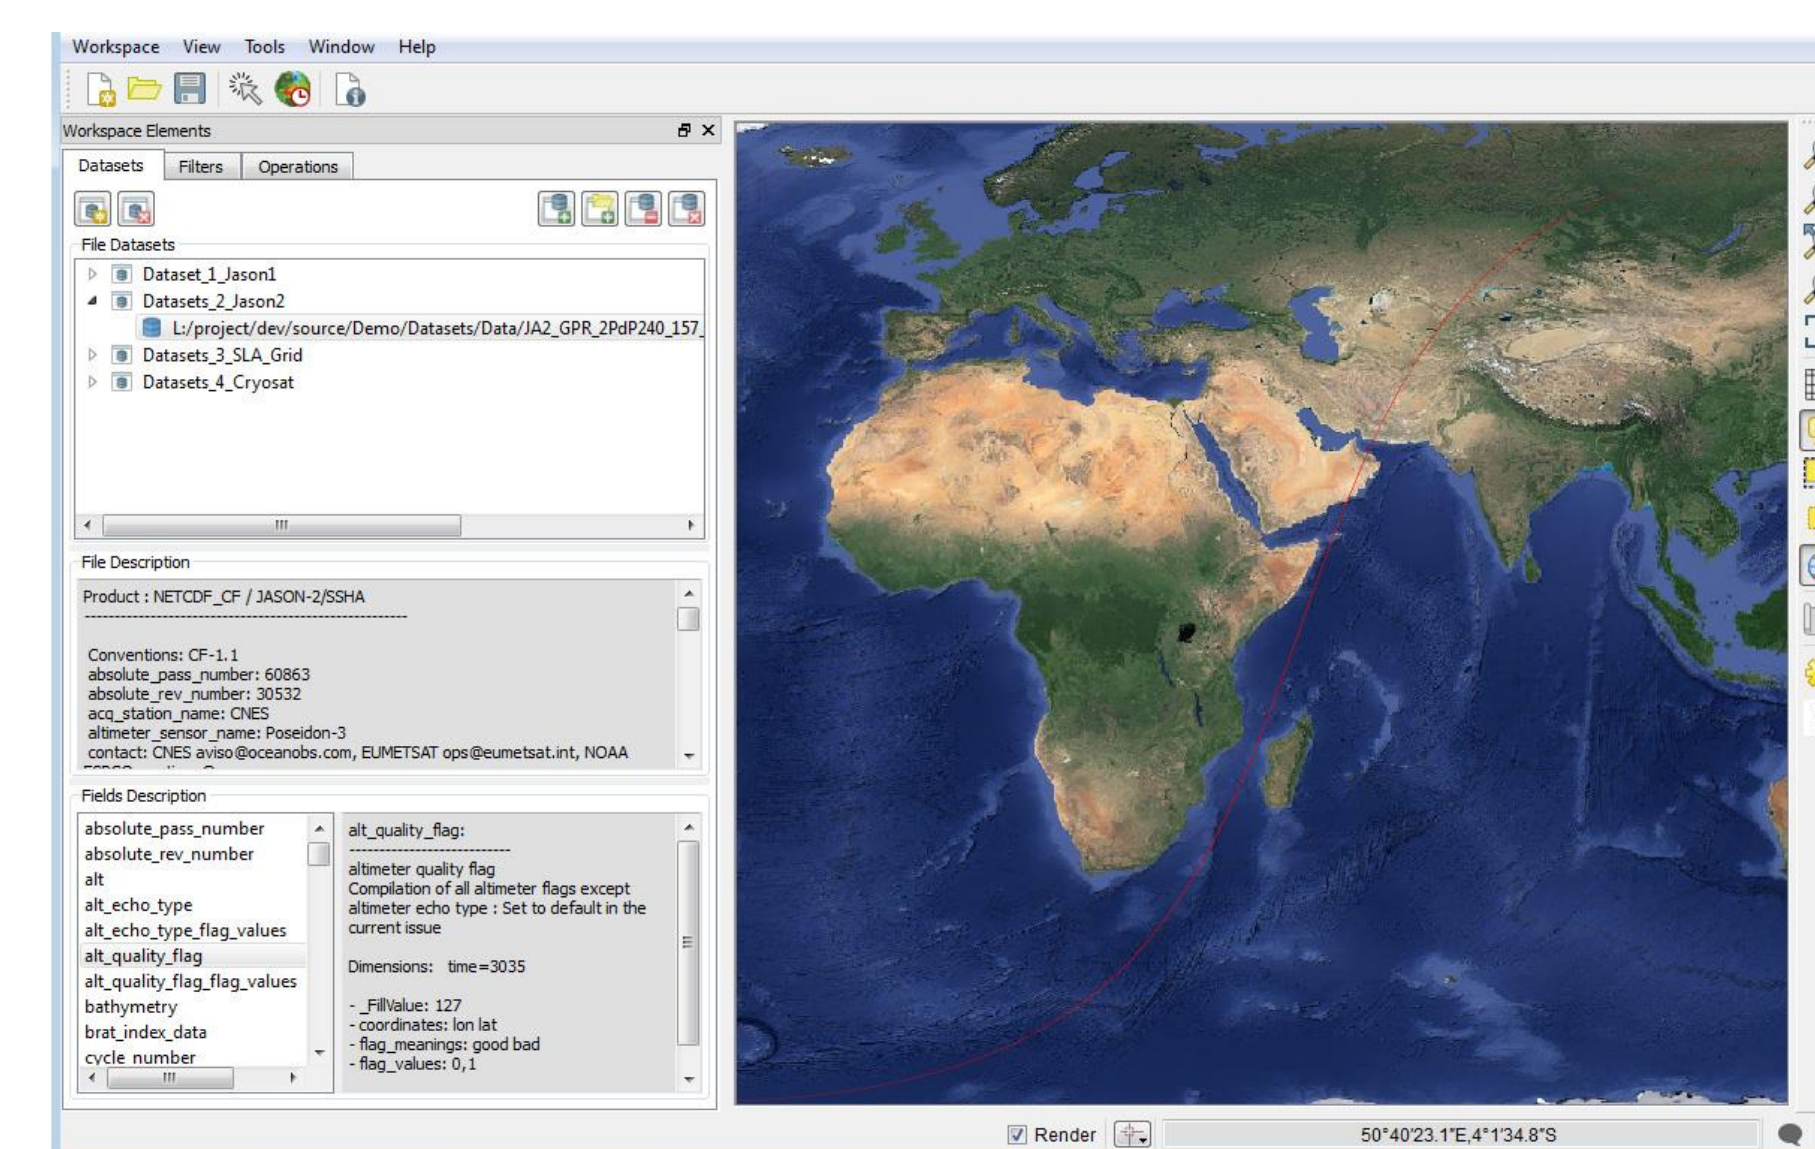 Workspace View Tools Window Help
Workspace Elements
Datasets Filters Operations
File Datasets
Dataset_1_Jason1
Datasets_2_Jason2
L:/project/dev/source/Demo/Datasets/Data/JA2_GPR_2PdP240_157_
Datasets_3_SLA_Grid
Datasets_4_Cryosat
File Description
Product : NETCDF_CF / JASON-2/SSHA
------------------------------------------------------
Conventions: CF-1.1
absolute_pass_number: 60863
absolute_rev_number: 30532
acq_station_name: CNES
altimeter_sensor_name: Poseidon-3
contact: CNES aviso@oceanobs.com, EUMETSAT ops@eumetsat.int, NOAA
Fields Description
absolute_pass_number
absolute_rev_number
alt
alt_echo_type
alt_echo_type_flag_values
alt_quality_flag
alt_quality_flag_flag_values
bathymetry
brat_index_data
cycle_number
alt_quality_flag:
---------------------------
altimeter quality flag
Compilation of all altimeter flags except
altimeter echo type : Set to default in the
current issue
Dimensions: time=3035
- _FillValue: 127
- coordinates: lon lat
- flag_meanings: good bad
- flag_values: 0,1
Render
50°40'23.1"E,4°1'34.8"S